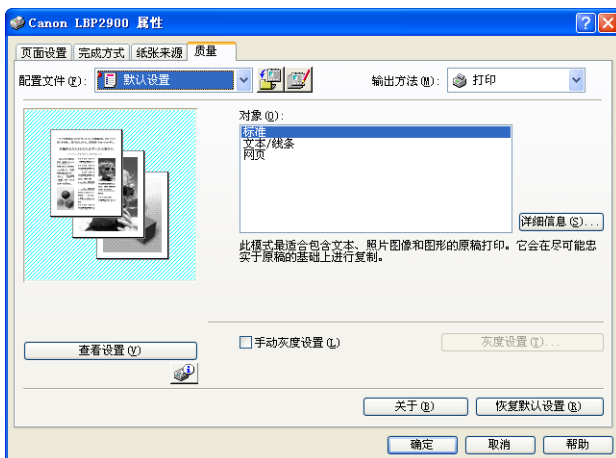 Canon LBP2900 属性
页面设置 完成方式 纸张来源 质量
配置文件(F): 默认设置 输出方法(M): 打印
对象(O):
标准
文本/线条
网页
详细信息(S)...
此模式最适合包含文本、照片图像和图形的原稿打印。它会在尽可能忠
实于原稿的基础上进行复制。
查看设置(V)
手动灰度设置(L) 灰度设置(T)...
关于(B) 恢复默认设置(R)
确定 取消 帮助